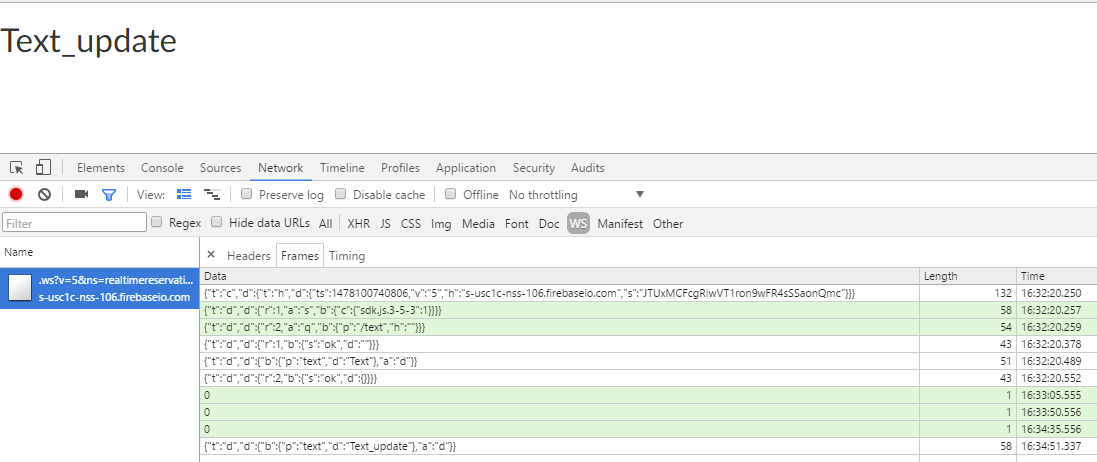 Text_update
Elements Console Sources Network Timeline Profiles Application Security Audits
View: Preserve log Disable cache Offline No throttling
Filter Regex Hide data URLs All XHR JS CSS Img Media Font Doc WS Manifest Other
Name × Headers Frames Timing
.ws?v=5&ns=realtimereservati...
s-usc1c-nss-106.firebaseio.com
Data Length Time
{"t":"c","d":{"t":"h","d":{"ts":1478100740806,"v":"5","h":"s-usc1c-nss-106.firebaseio.com","s":"JTUxMCFcgRiwVT1ron9wFR4sSSaonQmc"}}} 132 16:32:20.250
{"t":"d","d":{"r":1,"a":"s","b":{"c":{"sdk.js.3-5-3":1}}}} 58 16:32:20.257
{"t":"d","d":{"r":2,"a":"q","b":{"p":"/text","h":""}}} 54 16:32:20.259
{"t":"d","d":{"r":1,"b":{"s":"ok","d":""}}} 43 16:32:20.378
{"t":"d","d":{"b":{"p":"text","d":"Text"},"a":"d"}} 51 16:32:20.489
{"t":"d","d":{"r":2,"b":{"s":"ok","d":{}}}} 43 16:32:20.552
0 1 16:33:05.555
0 1 16:33:50.556
0 1 16:34:35.556
{"t":"d","d":{"b":{"p":"text","d":"Text_update"},"a":"d"}} 58 16:34:51.337